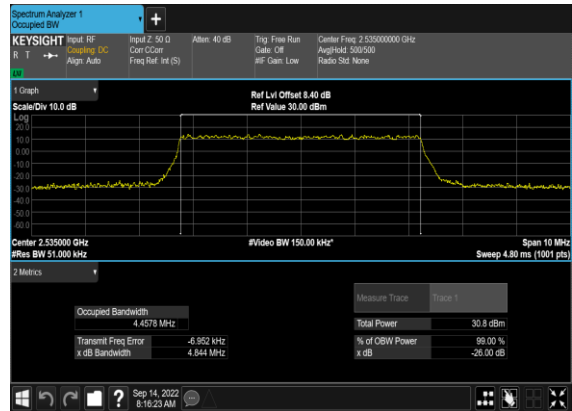 Spectrum Analyzer 1
Occupied BW
+
KEYSIGHT
R T
Input: RF
Coupling: DC
Align: Auto
Input Z: 50 Ω
Corr CCorr
Freq Ref: Int (S)
Atten: 40 dB
Trig: Free Run
Gate: Off
#IF Gain: Low
Center Freq: 2.535000000 GHz
Avg|Hold: 500/500
Radio Std: None
1 Graph
Scale/Div 10.0 dB
Ref Lvl Offset 8.40 dB
Ref Value 30.00 dBm
Log
20.0
10.0
0.00
-10.0
-20.0
-30.0
-40.0
-50.0
-60.0
Center 2.535000 GHz
#Video BW 150.00 kHz*
Span 10 MHz
#Res BW 51.000 kHz
Sweep 4.80 ms (1001 pts)
2 Metrics
Measure Trace
Trace 1
Occupied Bandwidth
4.4578 MHz
Total Power
30.8 dBm
Transmit Freq Error
-6.952 kHz
% of OBW Power
99.00 %
x dB Bandwidth
4.844 MHz
x dB
-26.00 dB
?
Sep 14, 2022
8:16:23 AM